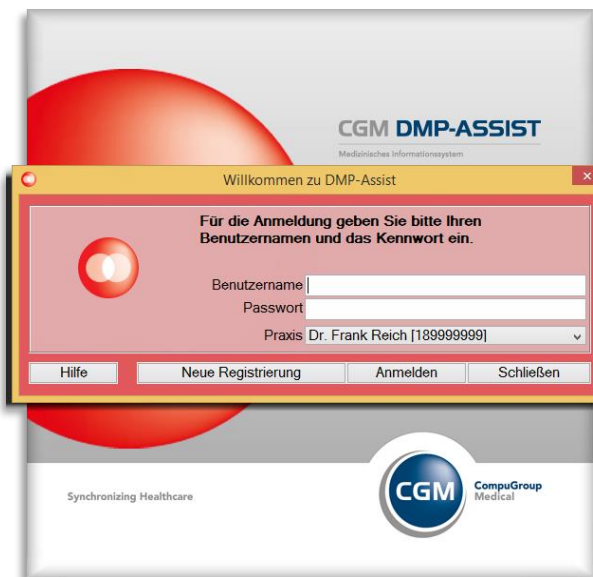 CGM DMP-ASSIST
Medizinisches Informationssystem
Willkommen zu DMP-Assist
Für die Anmeldung geben Sie bitte Ihren
Benutzernamen und das Kennwort ein.
Benutzername
Passwort
Praxis Dr. Frank Reich [189999999]
Hilfe Neue Registrierung Anmelden Schließen
Synchronizing Healthcare
CGM
CompuGroup
Medical